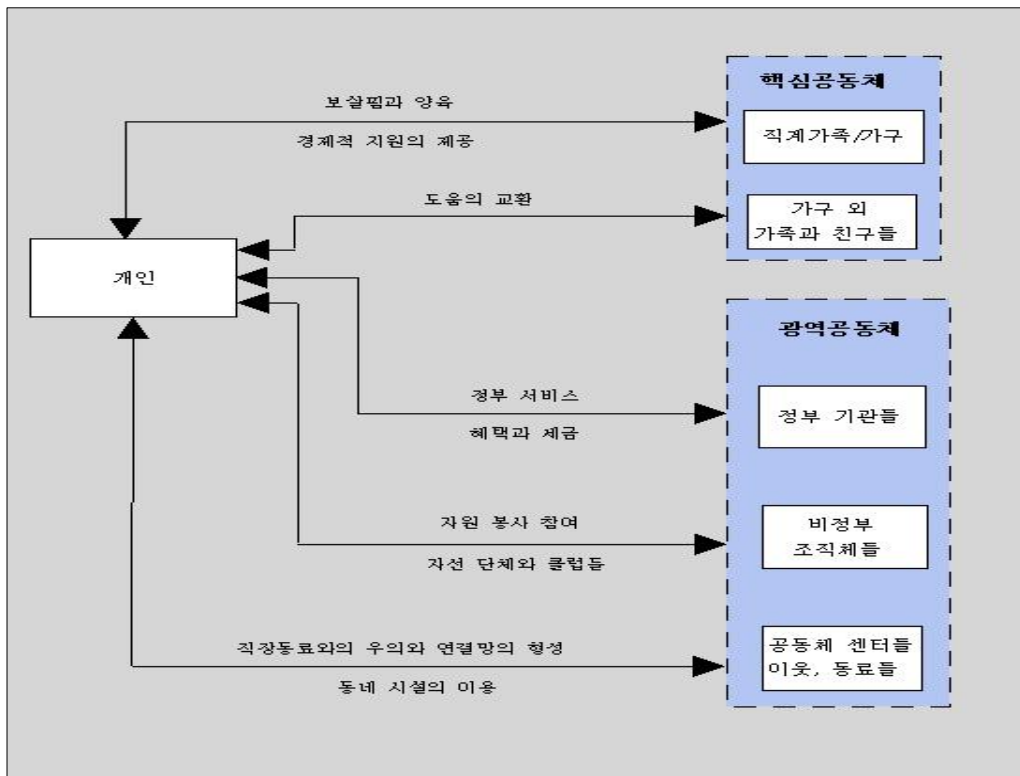 핵심공동체
보살핌과 양육
직계가족/가구
경제적 지원의 제공
도움의 교환
가구 외
가족과 친구들
개인
광역공동체
정부 서비스
정부 기관들
혜택과 세금
자원 봉사 참여
비정부
조직체들
자선 단체와 클럽들
직장동료와의 우의와 연결망의 형성
공동체 센터들
이웃, 동료들
동네 시설의 이용